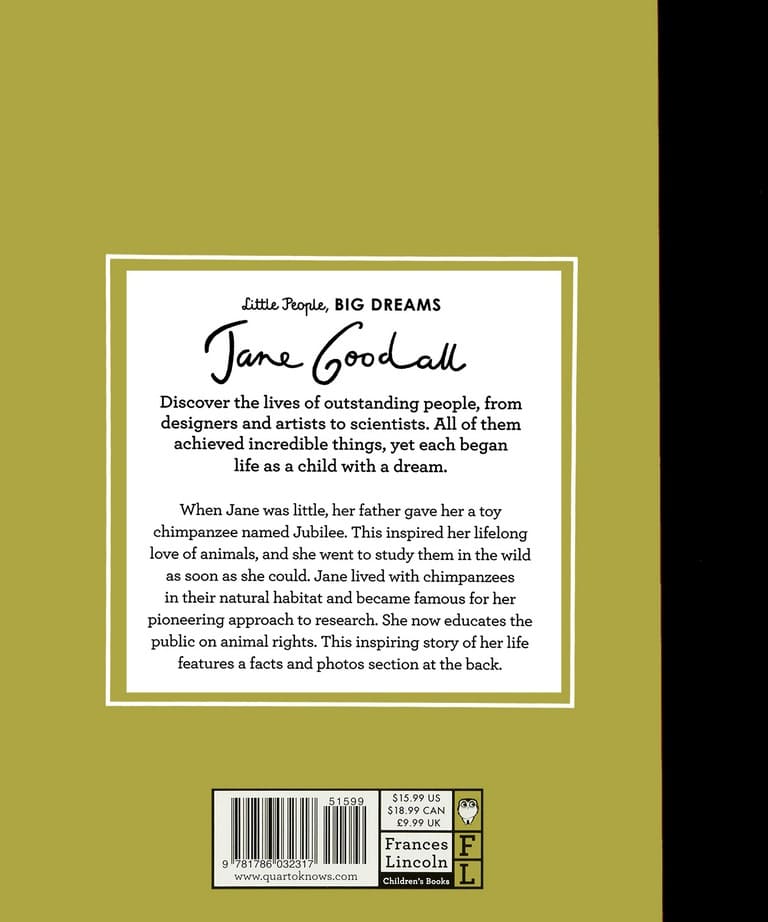 Little People, BIG DREAMS
Jane Goodall
Discover the lives of outstanding people, from
designers and artists to scientists. All of them
achieved incredible things, yet each began
life as a child with a dream.
When Jane was little, her father gave her a toy
chimpanzee named Jubilee. This inspired her lifelong
love of animals, and she went to study them in the wild
as soon as she could. Jane lived with chimpanzees
in their natural habitat and became famous for her
pioneering approach to research. She now educates the
public on animal rights. This inspiring story of her life
features a facts and photos section at the back.
51599
9 781786 032317
www.quartoknows.com
$15.99 US
$18.99 CAN
£9.99 UK
Frances
Lincoln
Children's Books
F
L